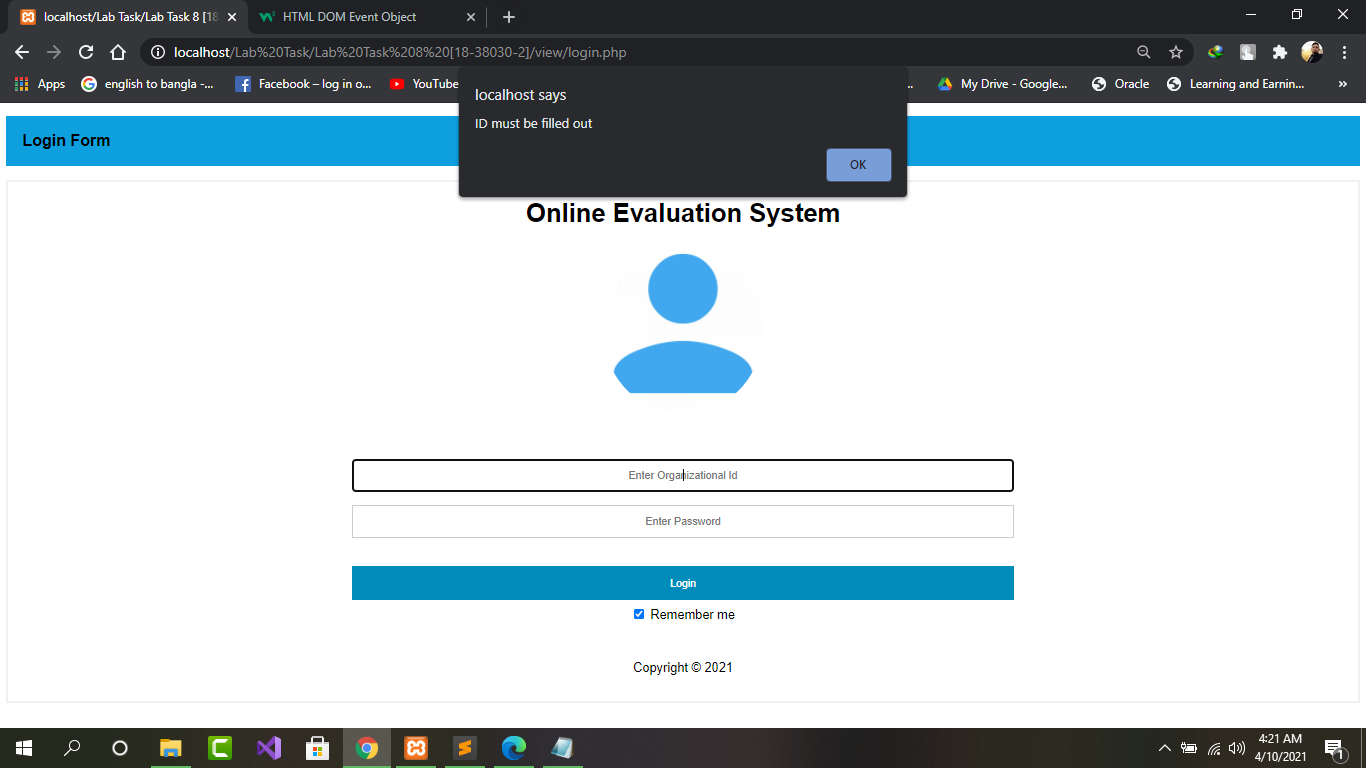 localhost/Lab Task/Lab Task 8 [18
HTML DOM Event Object
localhost/Lab%20Task/Lab%20Task%208%20[18-38030-2]/view/login.php
Apps english to bangla -... Facebook – log in o... YouTube ... My Drive - Google... Oracle Learning and Earnin... »
localhost says
ID must be filled out
OK
Login Form
Online Evaluation System
Enter Organizational Id
Enter Password
Login
Remember me
Copyright © 2021
4:21 AM
4/10/2021
1